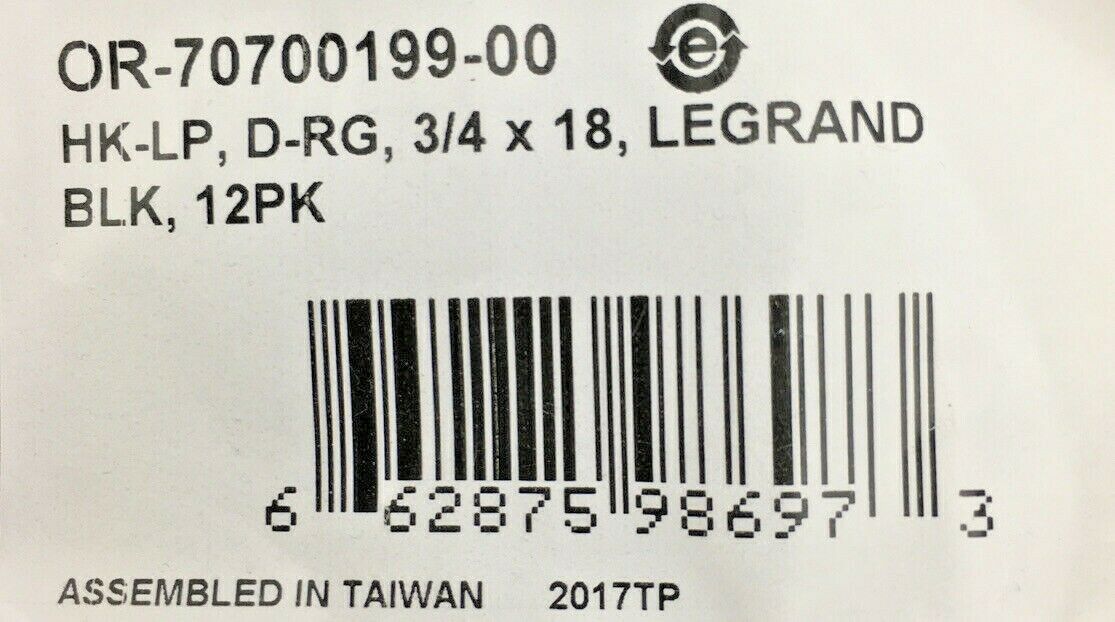 OR-70700199-00 e
HK-LP, D-RG, 3/4 x 18, LEGRAND
BLK, 12PK
6 62875 98697 3
ASSEMBLED IN TAIWAN 2017TP